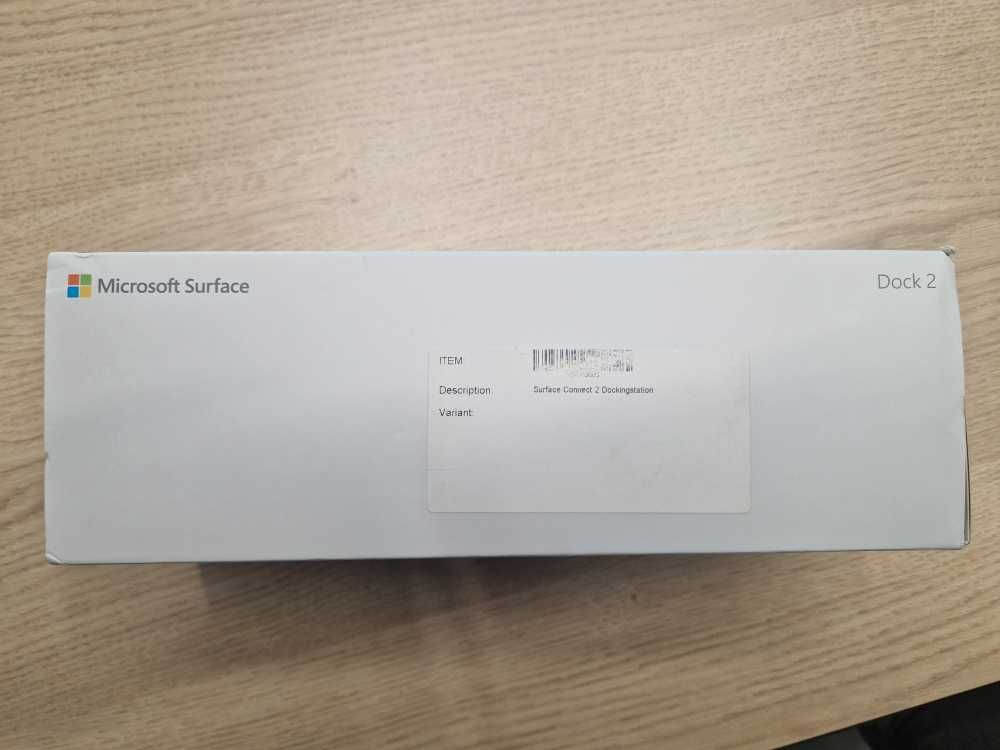 Microsoft Surface
Dock 2
ITEM:
Description: Surface Connect 2 Dockingstation
Variant: